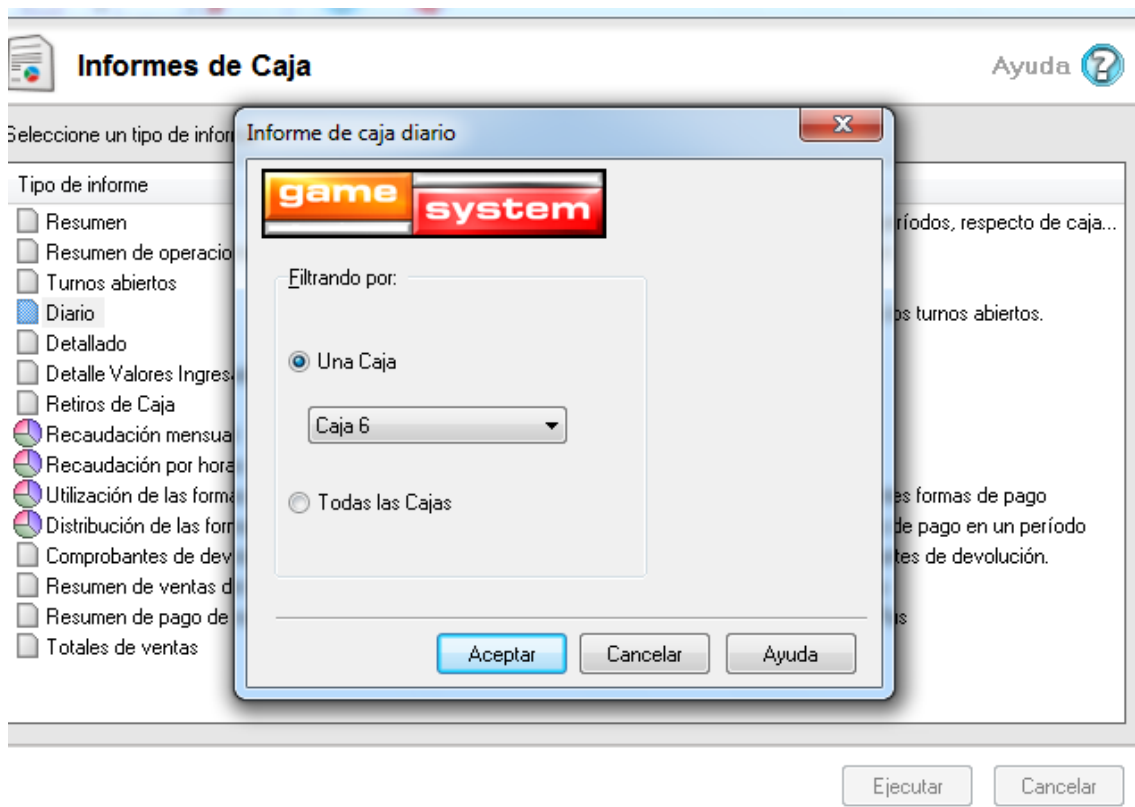 Informes de Caja
Ayuda
Seleccione un tipo de infor
Informe de caja diario
game system
Tipo de informe
Resumen
ríodos, respecto de caja...
Resumen de operacio
Turnos abiertos
Diario
os turnos abiertos.
Detallado
Detalle Valores Ingres
Retiros de Caja
Recaudación mensua
Recaudación por hora
Utilización de las forma
es formas de pago
Distribución de las for
de pago en un período
Comprobantes de dev
tes de devolución.
Resumen de ventas d
Resumen de pago de
Totales de ventas
Filtrando por:
Una Caja
Caja 6
Todas las Cajas
Aceptar
Cancelar
Ayuda
Ejecutar
Cancelar